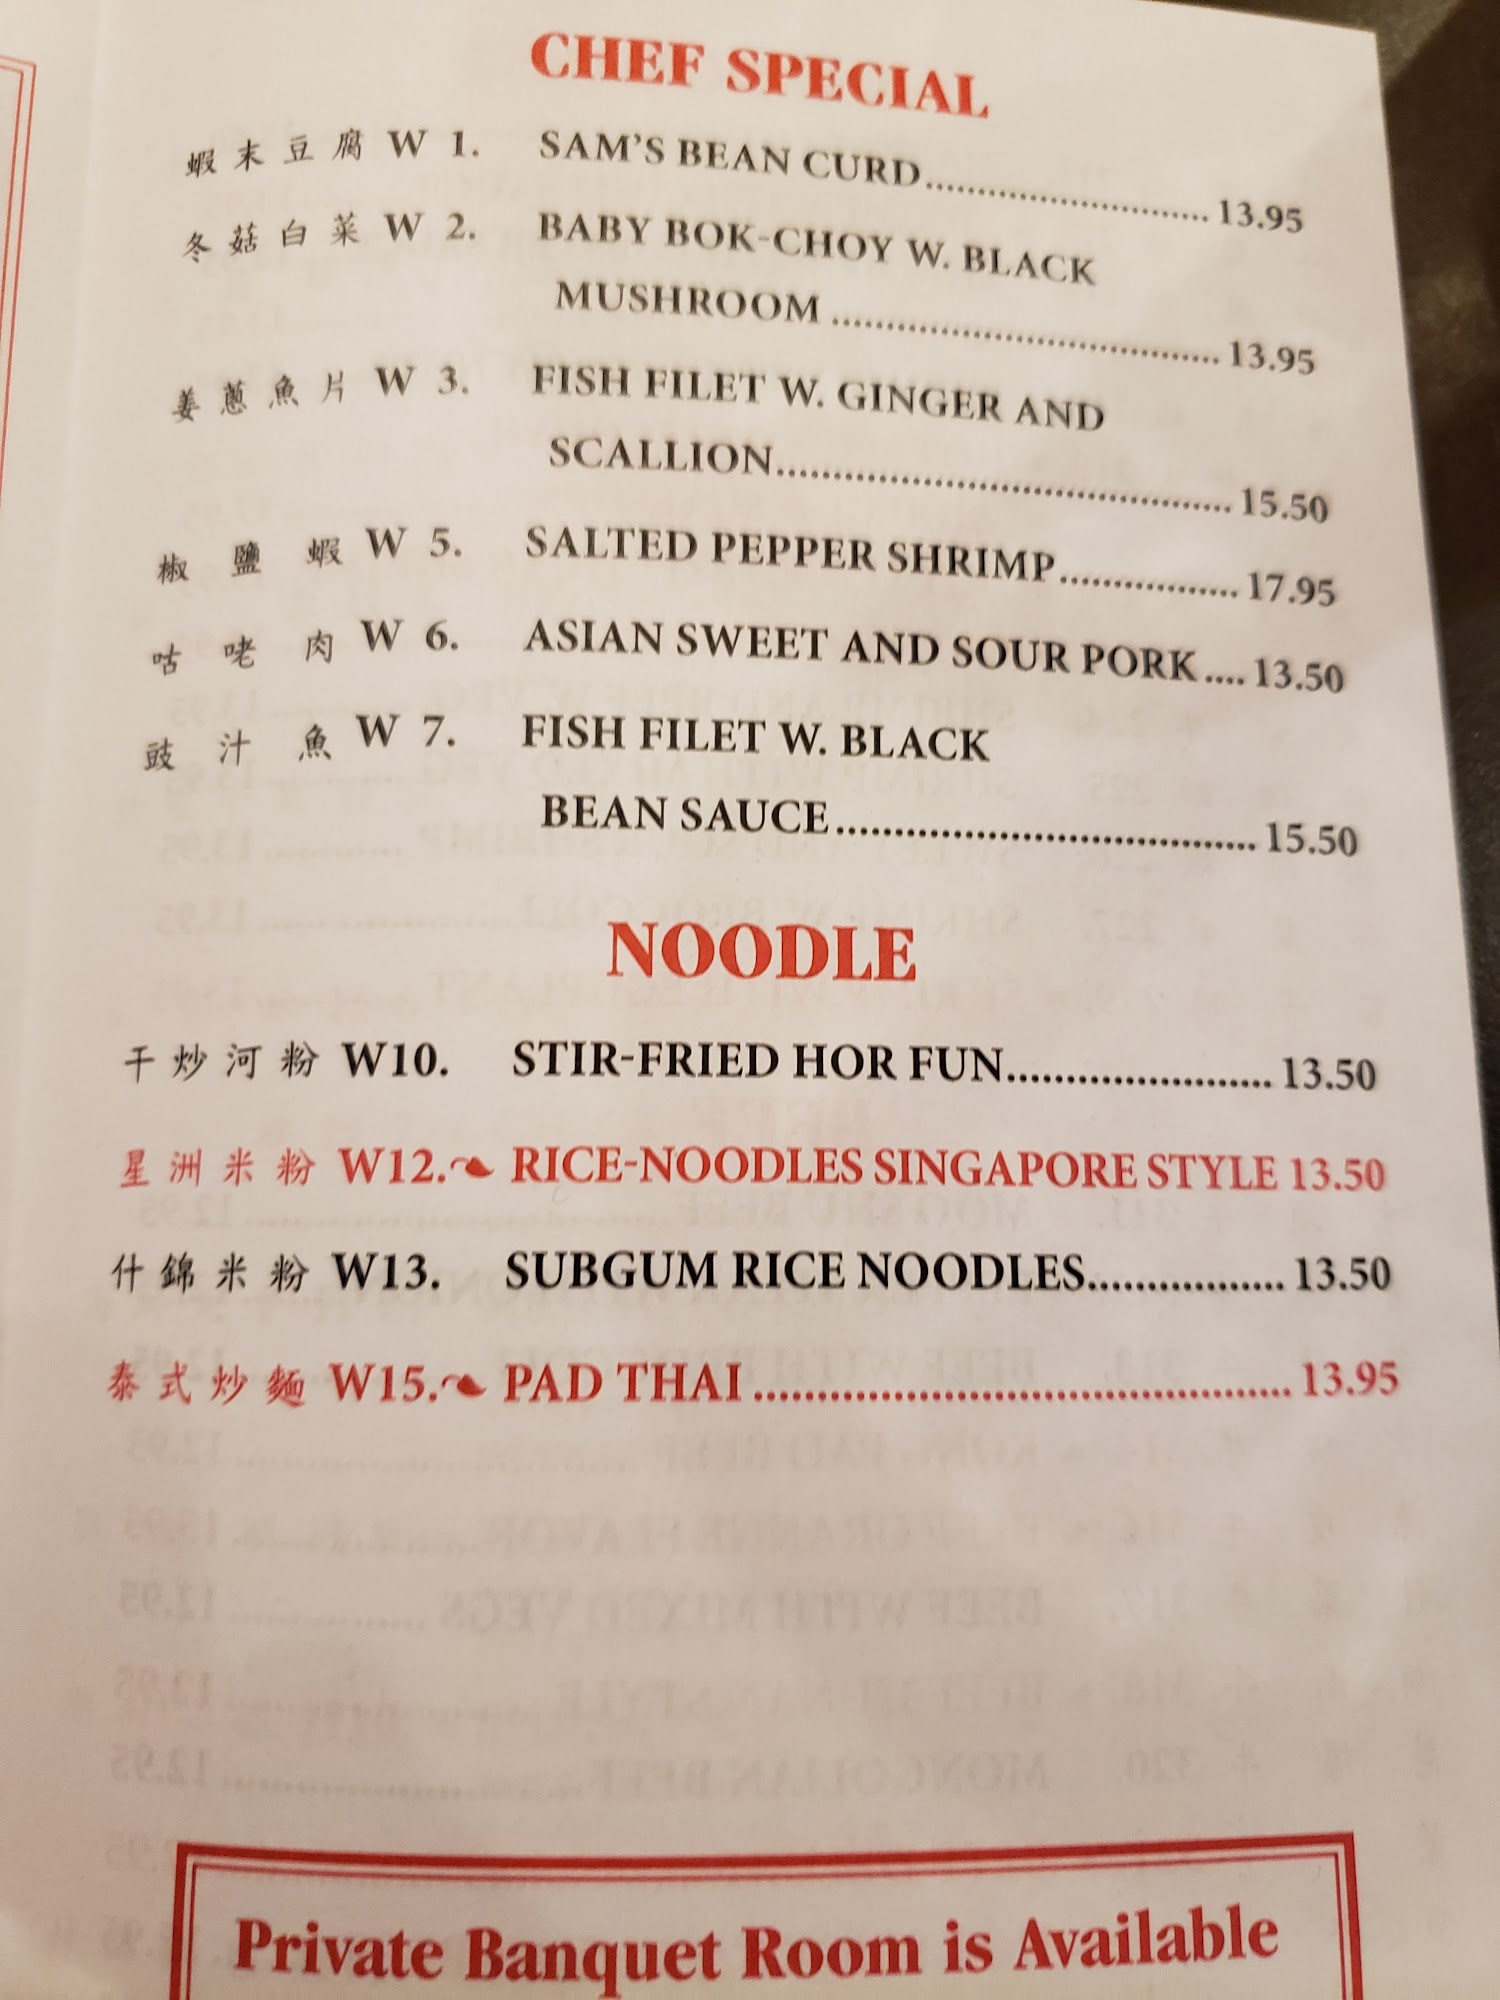 CHEF SPECIAL
蝦末豆腐 W 1. SAM'S BEAN CURD....................................13.95
冬菇白菜 W 2. BABY BOK-CHOY W. BLACK
MUSHROOM..................................................13.95
姜蔥魚片 W 3. FISH FILET W. GINGER AND
SCALLION..................................................15.50
椒鹽蝦 W 5. SALTED PEPPER SHRIMP..................17.95
咕咾肉 W 6. ASIAN SWEET AND SOUR PORK....13.50
豉汁魚 W 7. FISH FILET W. BLACK
BEAN SAUCE....................................15.50
NOODLE
干炒河粉 W10. STIR-FRIED HOR FUN.......................13.50
星洲米粉 W12. RICE-NOODLES SINGAPORE STYLE 13.50
什錦米粉 W13. SUBGUM RICE NOODLES.................13.50
泰式炒麵 W15. PAD THAI..............................................13.95
Private Banquet Room is Available